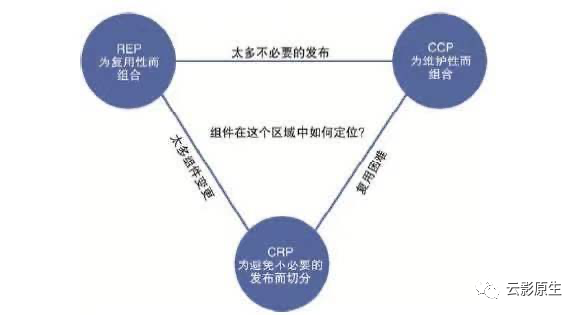 REP
为复用性而
组合
太多不必要的发布
CCP
为维护性而
组合
组件在这个区域中如何定位?
太多组件变更
复用困难
CRP
为避免不必要的
发布而切分
云影原生